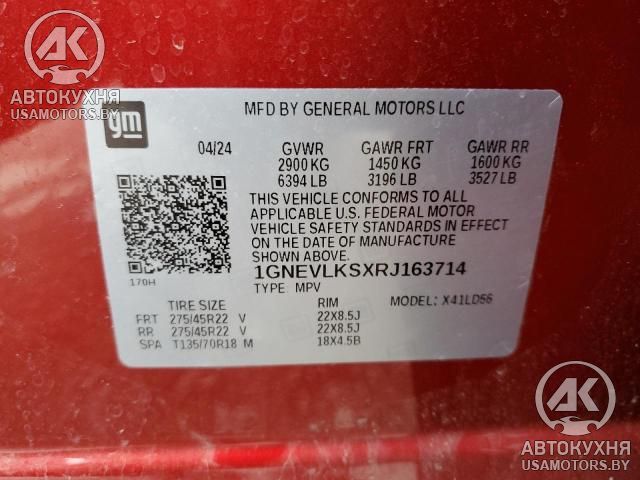 АВТОКУХНЯ
USAMOTORS.BY
gm
MFD BY GENERAL MOTORS LLC
04/24 GVWR GAWR FRT GAWR RR
2900 KG 1450 KG 1600 KG
6394 LB 3196 LB 3527 LB
THIS VEHICLE CONFORMS TO ALL
APPLICABLE U.S. FEDERAL MOTOR
VEHICLE SAFETY STANDARDS IN EFFECT
ON THE DATE OF MANUFACTURE
SHOWN ABOVE.
1GNEVLKSXRJ163714
170H
TYPE: MPV
TIRE SIZE RIM MODEL: X41LD56
FRT 275/45R22 V 22X8.5J
RR 275/45R22 V 22X8.5J
SPA T135/70R18 M 18X4.5B
АК
АВТОКУХНЯ
USAMOTORS.BY